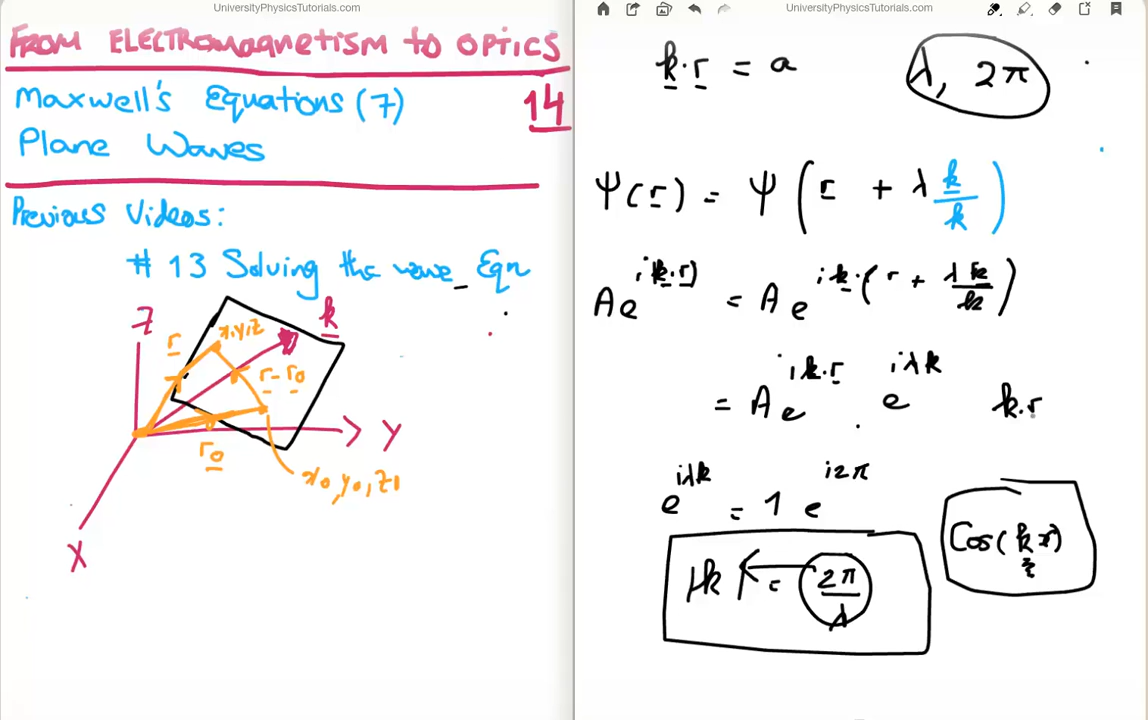 UniversityPhysicsTutorials.com
FROM ELECTROMAGNETISM TO OPTICS
Maxwell's Equations (7) 14
Plane Waves
Previous Videos:
# 13 Solving the wave Eqn
Z
k
r
x,y,z
r - r0
Y
r0
x0,y0,z0
X
UniversityPhysicsTutorials.com
k · r = a
λ, 2π
Ψ(r) = Ψ(r + λ k/k)
Ae^i(k·r) = Ae^ik·(r + λk/k)
= Ae^ik·r e^iλk
k·r
e^iλk = 1 e^i2π
|k| = 2π/λ
Cos(kx)